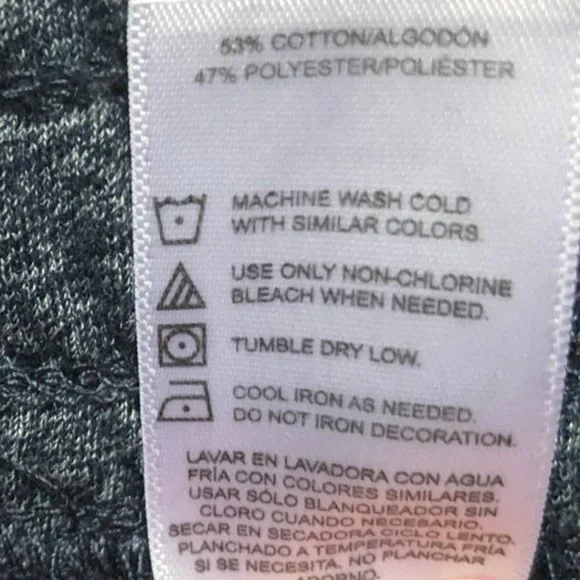 53% COTTON/ALGODÓN
47% POLYESTER/POLIÉSTER
MACHINE WASH COLD
WITH SIMILAR COLORS.
USE ONLY NON-CHLORINE
BLEACH WHEN NEEDED.
TUMBLE DRY LOW.
COOL IRON AS NEEDED.
DO NOT IRON DECORATION.
LAVAR EN LAVADORA CON AGUA
FRÍA CON COLORES SIMILARES.
USAR SÓLO BLANQUEADOR SIN
CLORO CUANDO NECESARIO.
SECAR EN SECADORA CICLO LENTO.
PLANCHADO A TEMPERATURA FRÍA
SI SE NECESITA. NO PLANCHAR
ADORNO.